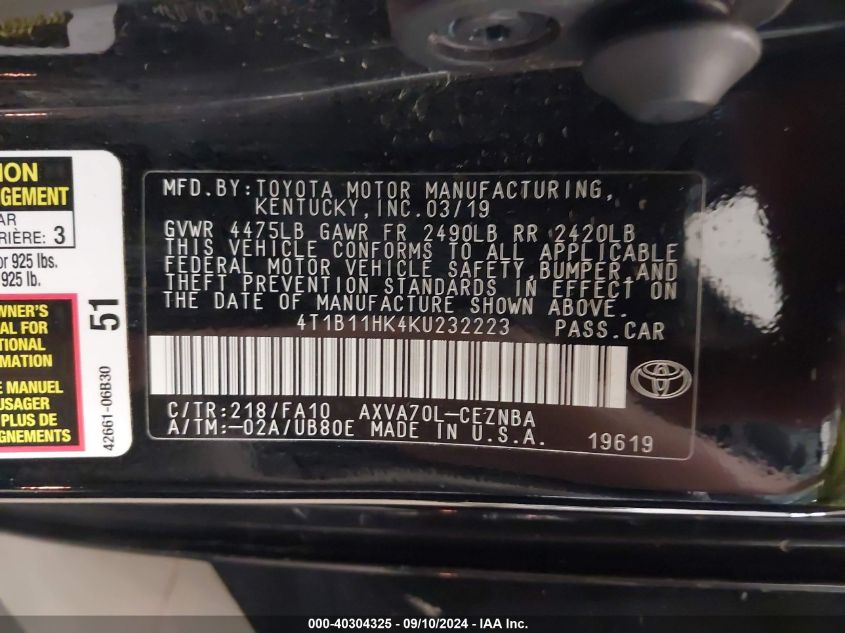 ION
GEMENT
AR
RIÈRE: 3
or 925 lbs.
925 lb.
WNER'S
AL FOR
TIONAL
MATION
E MANUEL
USAGER
PLUS DE
GNEMENTS
51
42661-06B30
MFD.BY:TOYOTA MOTOR MANUFACTURING,
KENTUCKY, INC. 03/19
GVWR 4475LB GAWR FR 2490LB RR 2420LB
THIS VEHICLE CONFORMS TO ALL APPLICABLE
FEDERAL MOTOR VEHICLE SAFETY, BUMPER, AND
THEFT PREVENTION STANDARDS IN EFFECT ON
THE DATE OF MANUFACTURE SHOWN ABOVE.
4T1B11HK4KU232223 PASS.CAR
C/TR:218/FA10 AXVA70L-CEZNBA
A/TM:-02A/UB80E MADE IN U.S.A. 19619
000-40304325 - 09/10/2024 - IAA Inc.